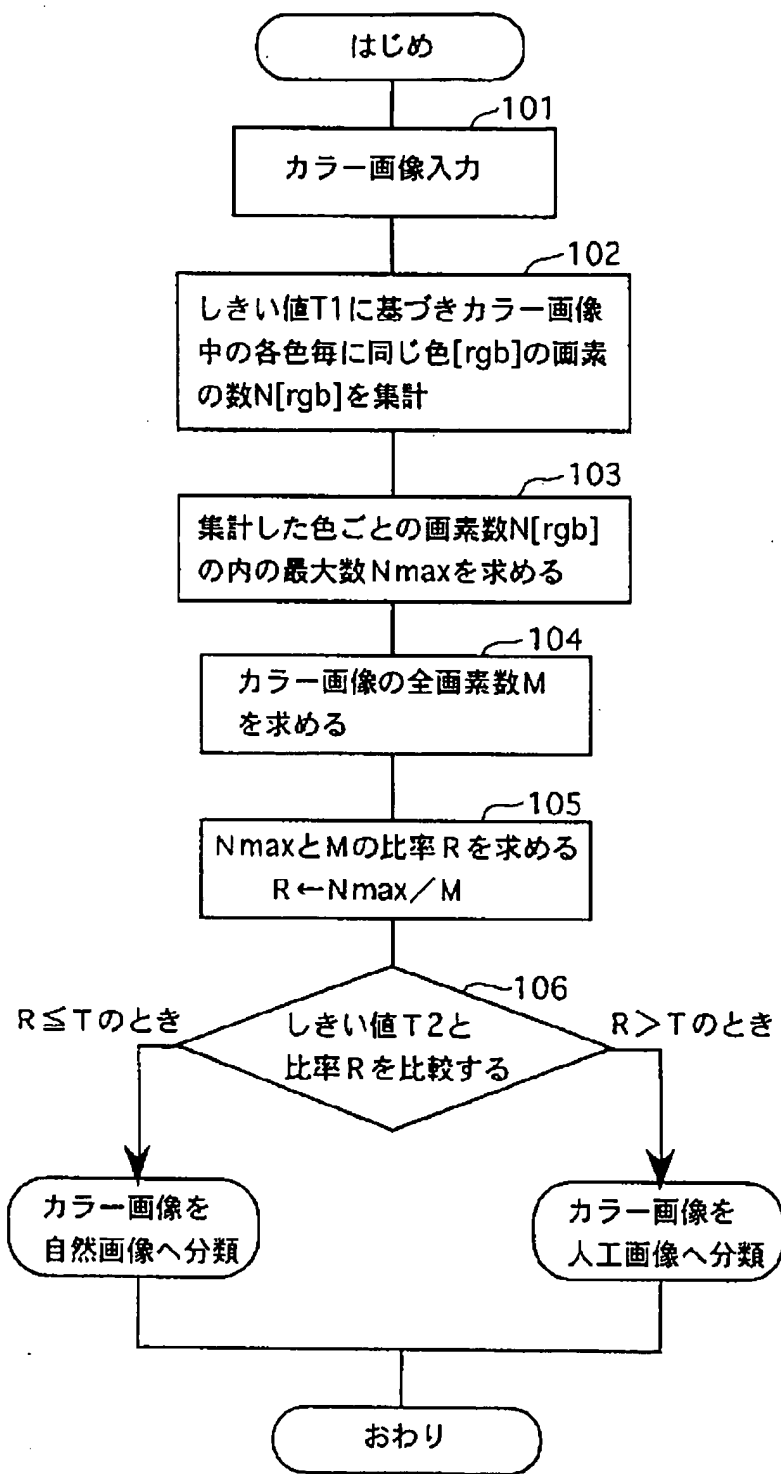 はじめ
101
カラー画像入力
102
しきい値T1に基づきカラー画像
中の各色毎に同じ色[rgb]の画素
の数N[rgb]を集計
103
集計した色ごとの画素数N[rgb]
の内の最大数Nmaxを求める
104
カラー画像の全画素数M
を求める
105
NmaxとMの比率Rを求める
R←Nmax／M
106
R≦Tのとき
しきい値T2と
比率Rを比較する
R＞Tのとき
カラー画像を
自然画像へ分類
カラー画像を
人工画像へ分類
おわり